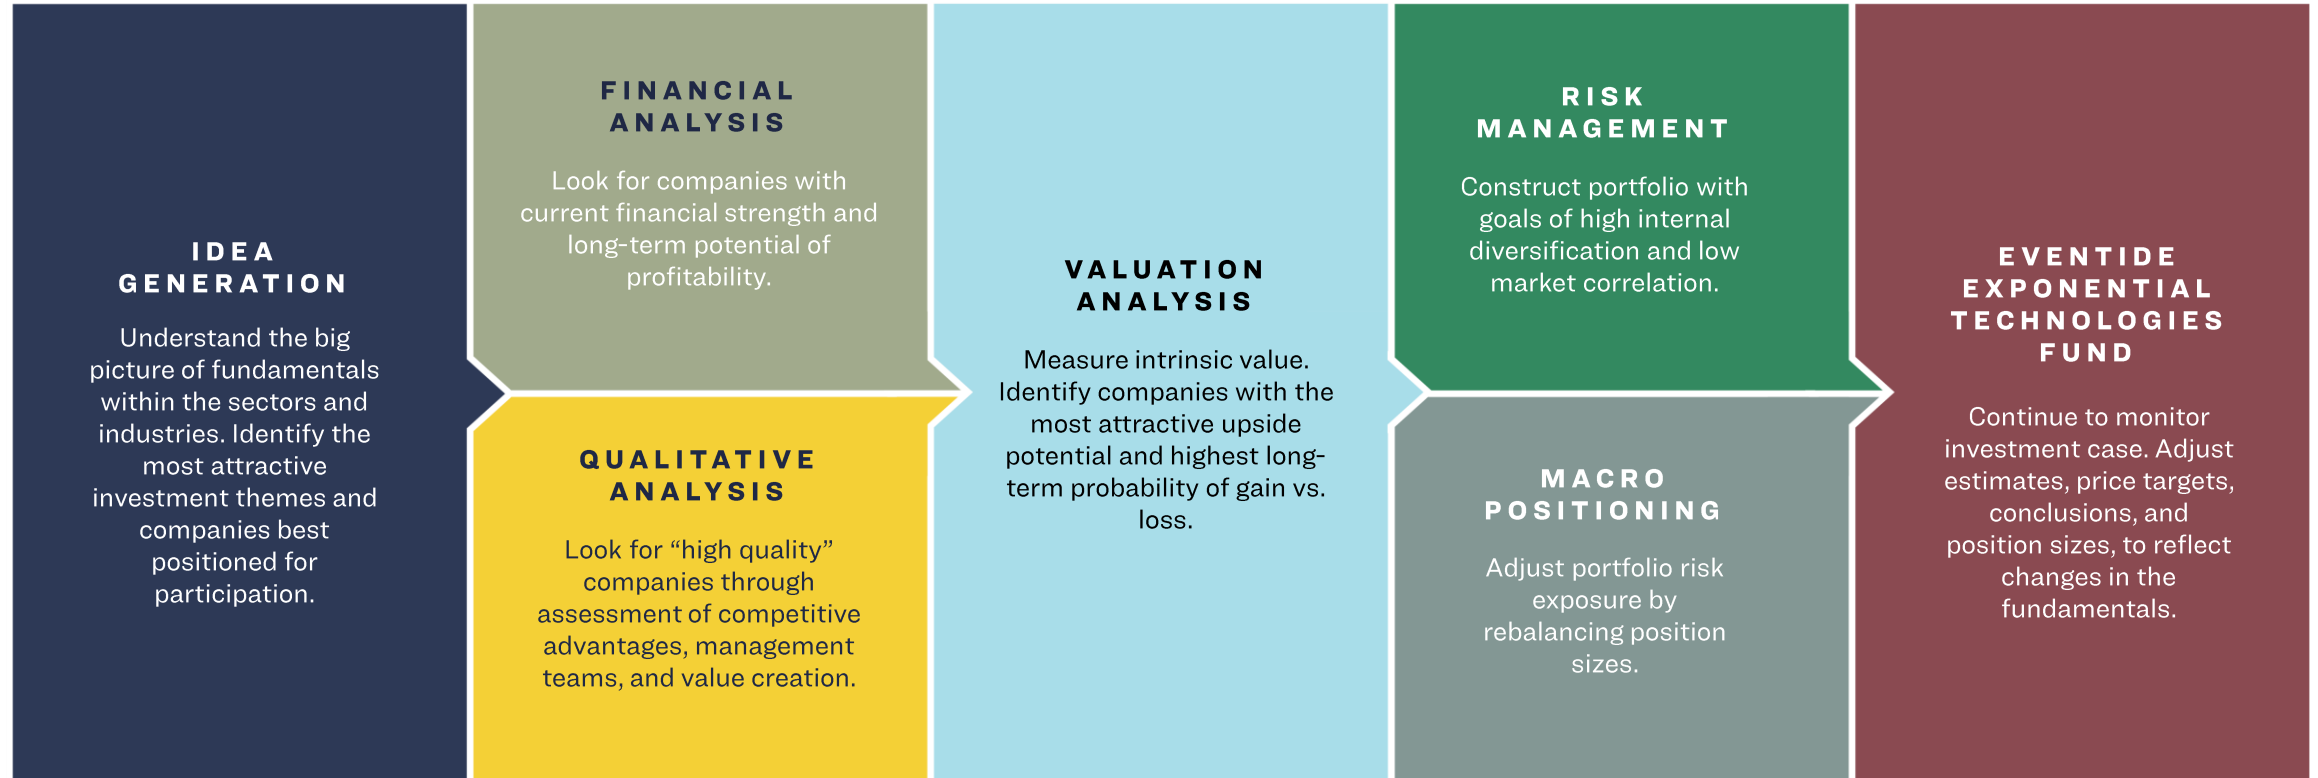 IDEA
GENERATION
Understand the big
picture of fundamentals
within the sectors and
industries. Identify the
most attractive
investment themes and
companies best
positioned for
participation.
FINANCIAL
ANALYSIS
Look for companies with
current financial strength and
long-term potential of
profitability.
QUALITATIVE
ANALYSIS
Look for “high quality”
companies through
assessment of competitive
advantages, management
teams, and value creation.
VALUATION
ANALYSIS
Measure intrinsic value.
Identify companies with the
most attractive upside
potential and highest long-
term probability of gain vs.
loss.
RISK
MANAGEMENT
Construct portfolio with
goals of high internal
diversification and low
market correlation.
MACRO
POSITIONING
Adjust portfolio risk
exposure by
rebalancing position
sizes.
EVENTIDE
EXPONENTIAL
TECHNOLOGIES
FUND
Continue to monitor
investment case. Adjust
estimates, price targets,
conclusions, and
position sizes, to reflect
changes in the
fundamentals.